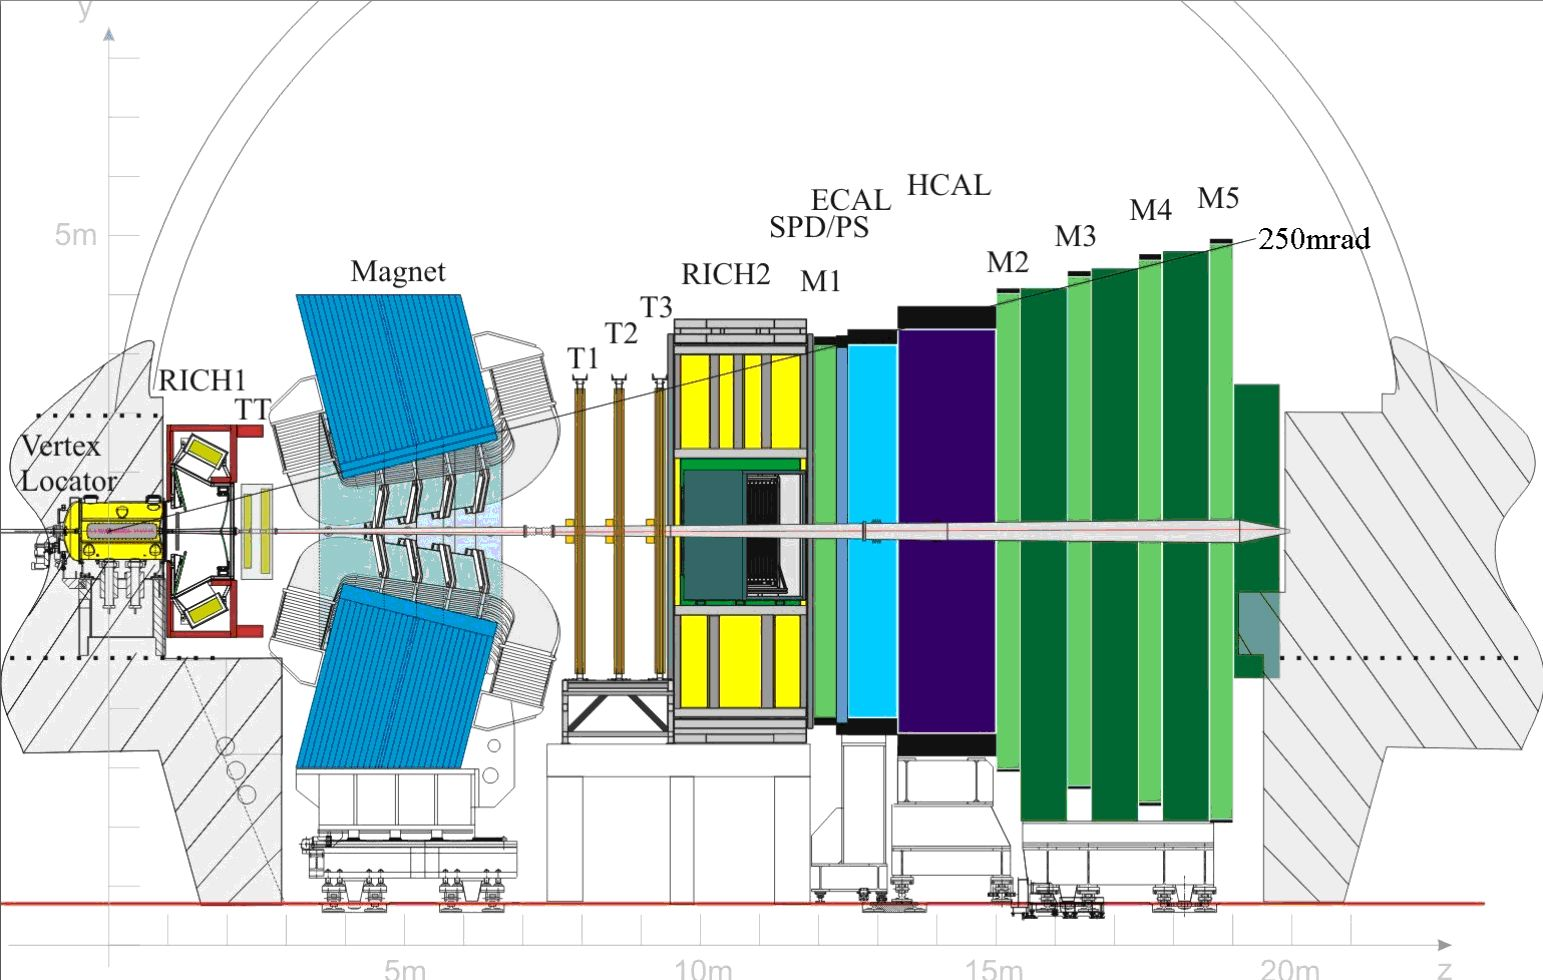 y
5m
HCAL
ECAL
SPD/PS
M5
M4
M3
M2
250mrad
Magnet
RICH2
M1
T3
T2
T1
RICH1
TT
Vertex
Locator
5m
10m
15m
20m
z